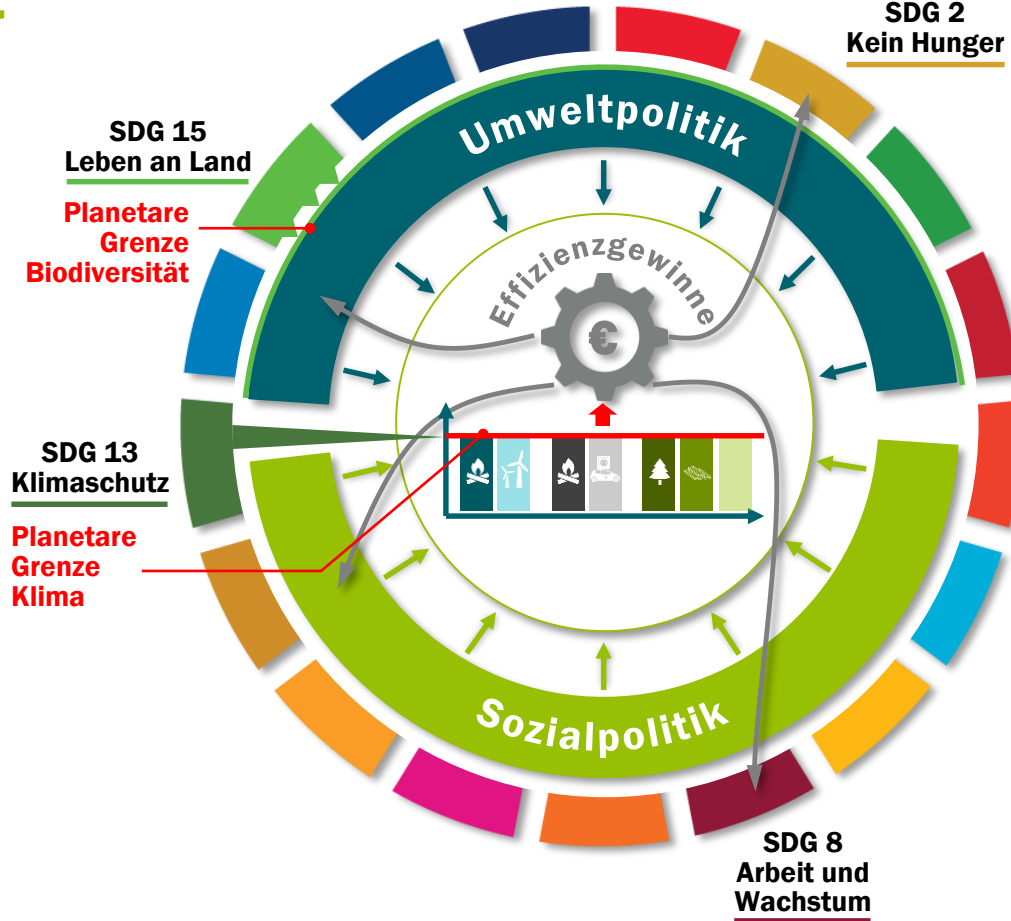 SDG 2
Kein Hunger
Umweltpolitik
SDG 15
Leben an Land
Planetare
Grenze
Biodiversität
Effizienzgewinne
€
SDG 13
Klimaschutz
Planetare
Grenze
Klima
Sozialpolitik
SDG 8
Arbeit und
Wachstum